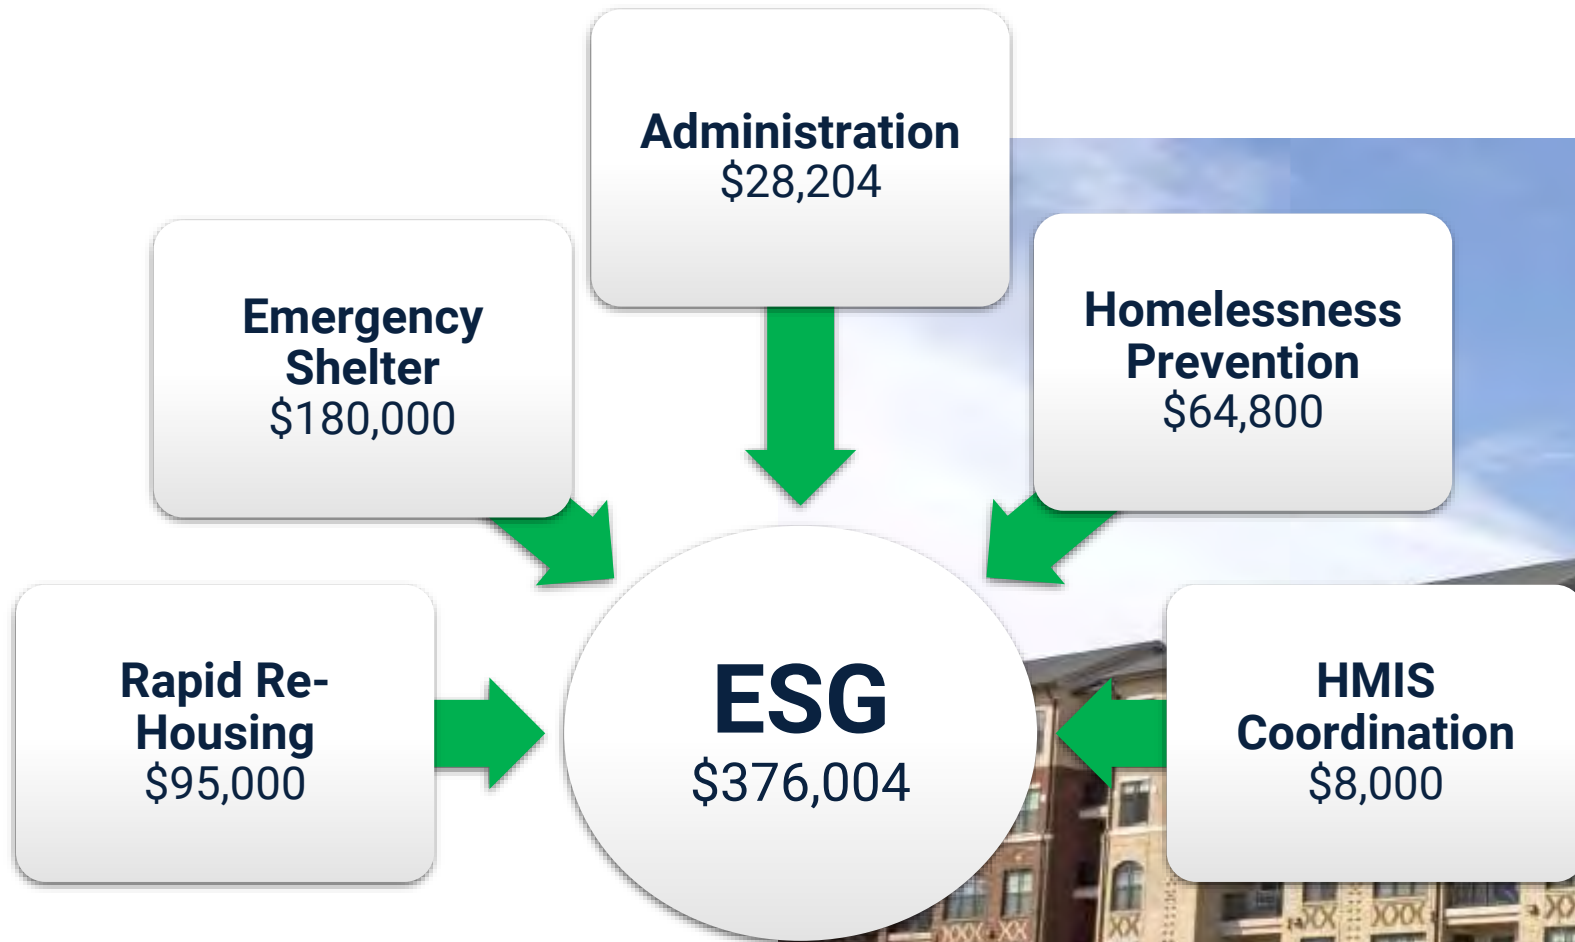 Administration
$28,204
Emergency
Shelter
$180,000
Homelessness
Prevention
$64,800
Rapid Re-
Housing
$95,000
ESG
$376,004
HMIS
Coordination
$8,000